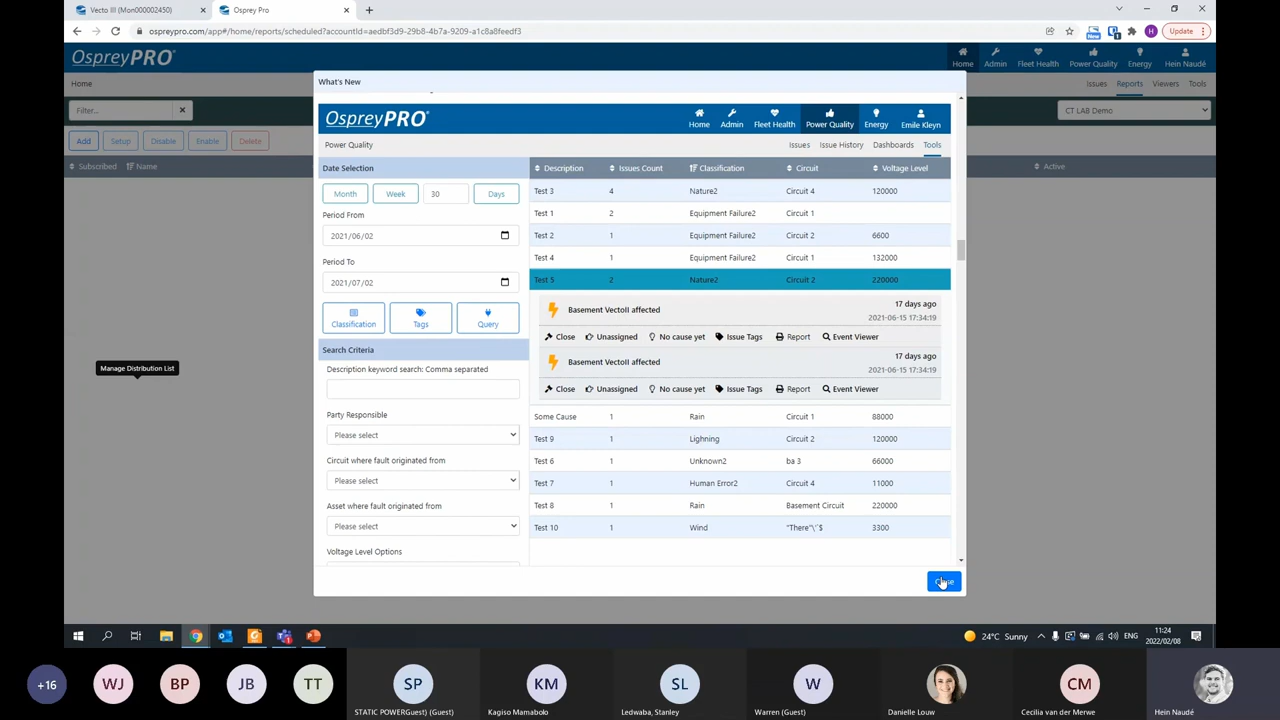 Vecto III (Mon000002450)
Osprey Pro
ospreypro.com/app#/home/reports/scheduled?accountId=aedbf3d9-29b8-4b7a-9209-a1c8a8feedf3
New
H
Update
OspreyPRO®
Home Admin Fleet Health Power Quality Energy Hein Naudé
Home
Issues Reports Viewers Tools
Filter...
CT LAB Demo
Add Setup Disable Enable Delete
Subscribed Name Active
Manage Distribution List
What's New
OspreyPRO®
Home Admin Fleet Health Power Quality Energy Emile Kleyn
Power Quality
Issues Issue History Dashboards Tools
Date Selection
Month Week 30 Days
Period From
2021/06/02
Period To
2021/07/02
Classification Tags Query
Search Criteria
Description keyword search: Comma separated
Party Responsible
Please select
Circuit where fault originated from
Please select
Asset where fault originated from
Please select
Voltage Level Options
Description Issues Count Classification Circuit Voltage Level
Test 3 4 Nature2 Circuit 4 120000
Test 1 2 Equipment Failure2 Circuit 1
Test 2 1 Equipment Failure2 Circuit 2 6600
Test 4 1 Equipment Failure2 Circuit 1 132000
Test 5 2 Nature2 Circuit 2 220000
Basement VectoII affected 17 days ago
2021-06-15 17:34:19
Close Unassigned No cause yet Issue Tags Report Event Viewer
Basement VectoII affected 17 days ago
2021-06-15 17:34:19
Close Unassigned No cause yet Issue Tags Report Event Viewer
Some Cause 1 Rain Circuit 1 88000
Test 9 1 Lighning Circuit 2 120000
Test 6 1 Unknown2 ba 3 66000
Test 7 1 Human Error2 Circuit 4 11000
Test 8 1 Rain Basement Circuit 220000
Test 10 1 Wind "There"\'`$ 3300
Close
24°C Sunny
ENG
11:24
2022/02/08
+16 WJ BP JB TT SP KM SL W CM
STATIC POWERGuest) (Guest) Kagiso Mamabolo Ledwaba, Stanley Warren (Guest) Danielle Louw Cecilia van der Merwe Hein Naudé